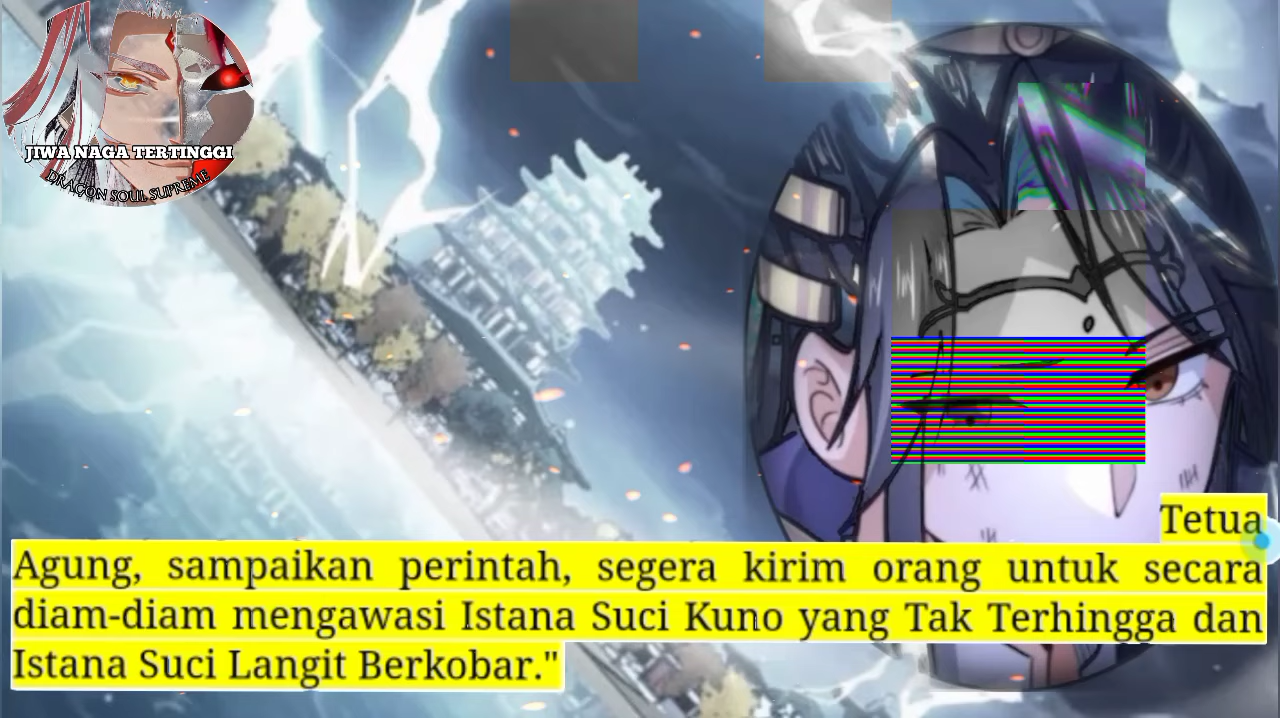 JIWA NAGA TERTINGGI
DRAGON SOUL SUPREME
Tetua
Agung, sampaikan perintah, segera kirim orang untuk secara
diam-diam mengawasi Istana Suci Kuno yang Tak Terhingga dan
Istana Suci Langit Berkobar."